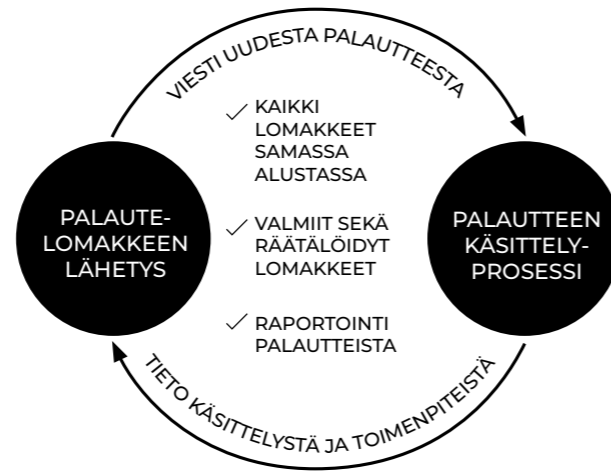 VIESTI UUDESTA PALAUTTEESTA
PALAUTE-
LOMAKKEEN
LÄHETYS
KAIKKI
LOMAKKEET
SAMASSA
ALUSTASSA
VALMIIT SEKÄ
RÄÄTÄLÖIDYT
LOMAKKEET
RAPORTOINTI
PALAUTTEISTA
PALAUTTEEN
KÄSITTELY-
PROSESSI
TIETO KÄSITTELYSTÄ JA TOIMENPITEISTÄ